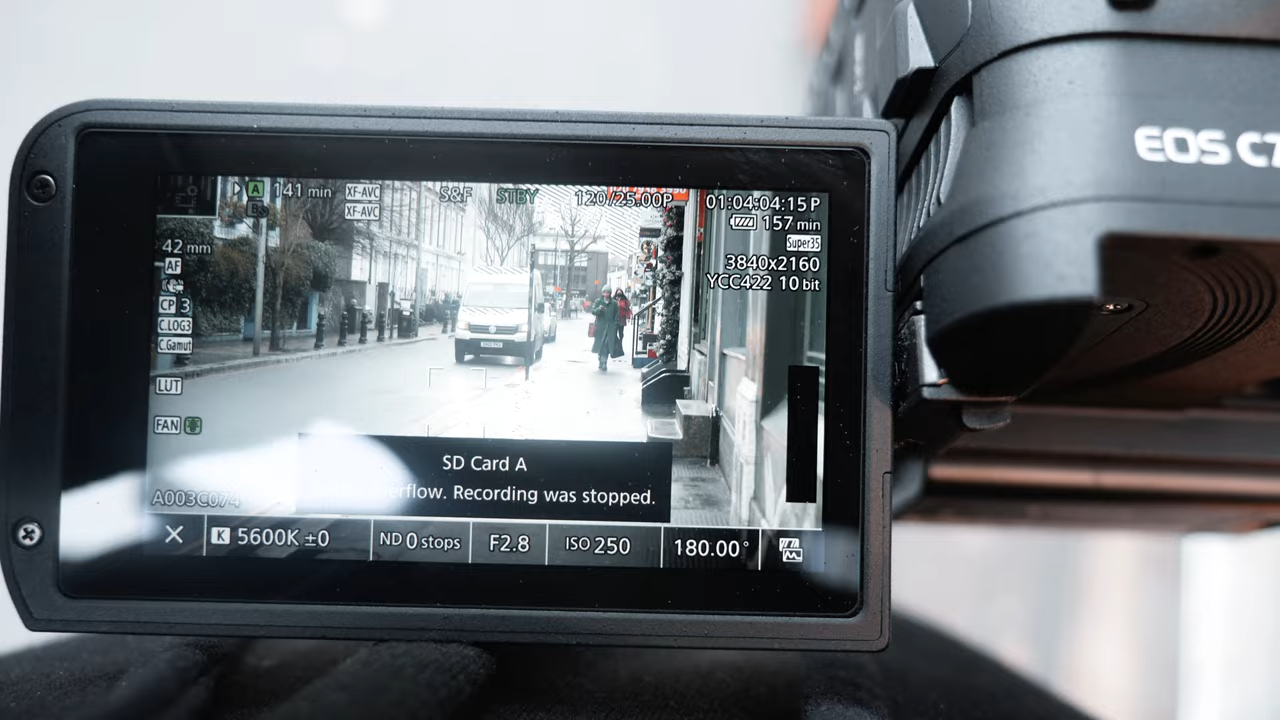 EOS C7
A 141 min XF-AVC S&F STBY 120/25.00P 01:04:04:15 P
B XF-AVC 157 min
Super35
42 mm 3840x2160
AF YCC422 10 bit
CP 3
C.LOG3
C.Gamut
LUT
FAN
SD Card A
erflow. Recording was stopped.
A003C074
K 5600K ±0 ND 0 stops F2.8 ISO 250 180.00°